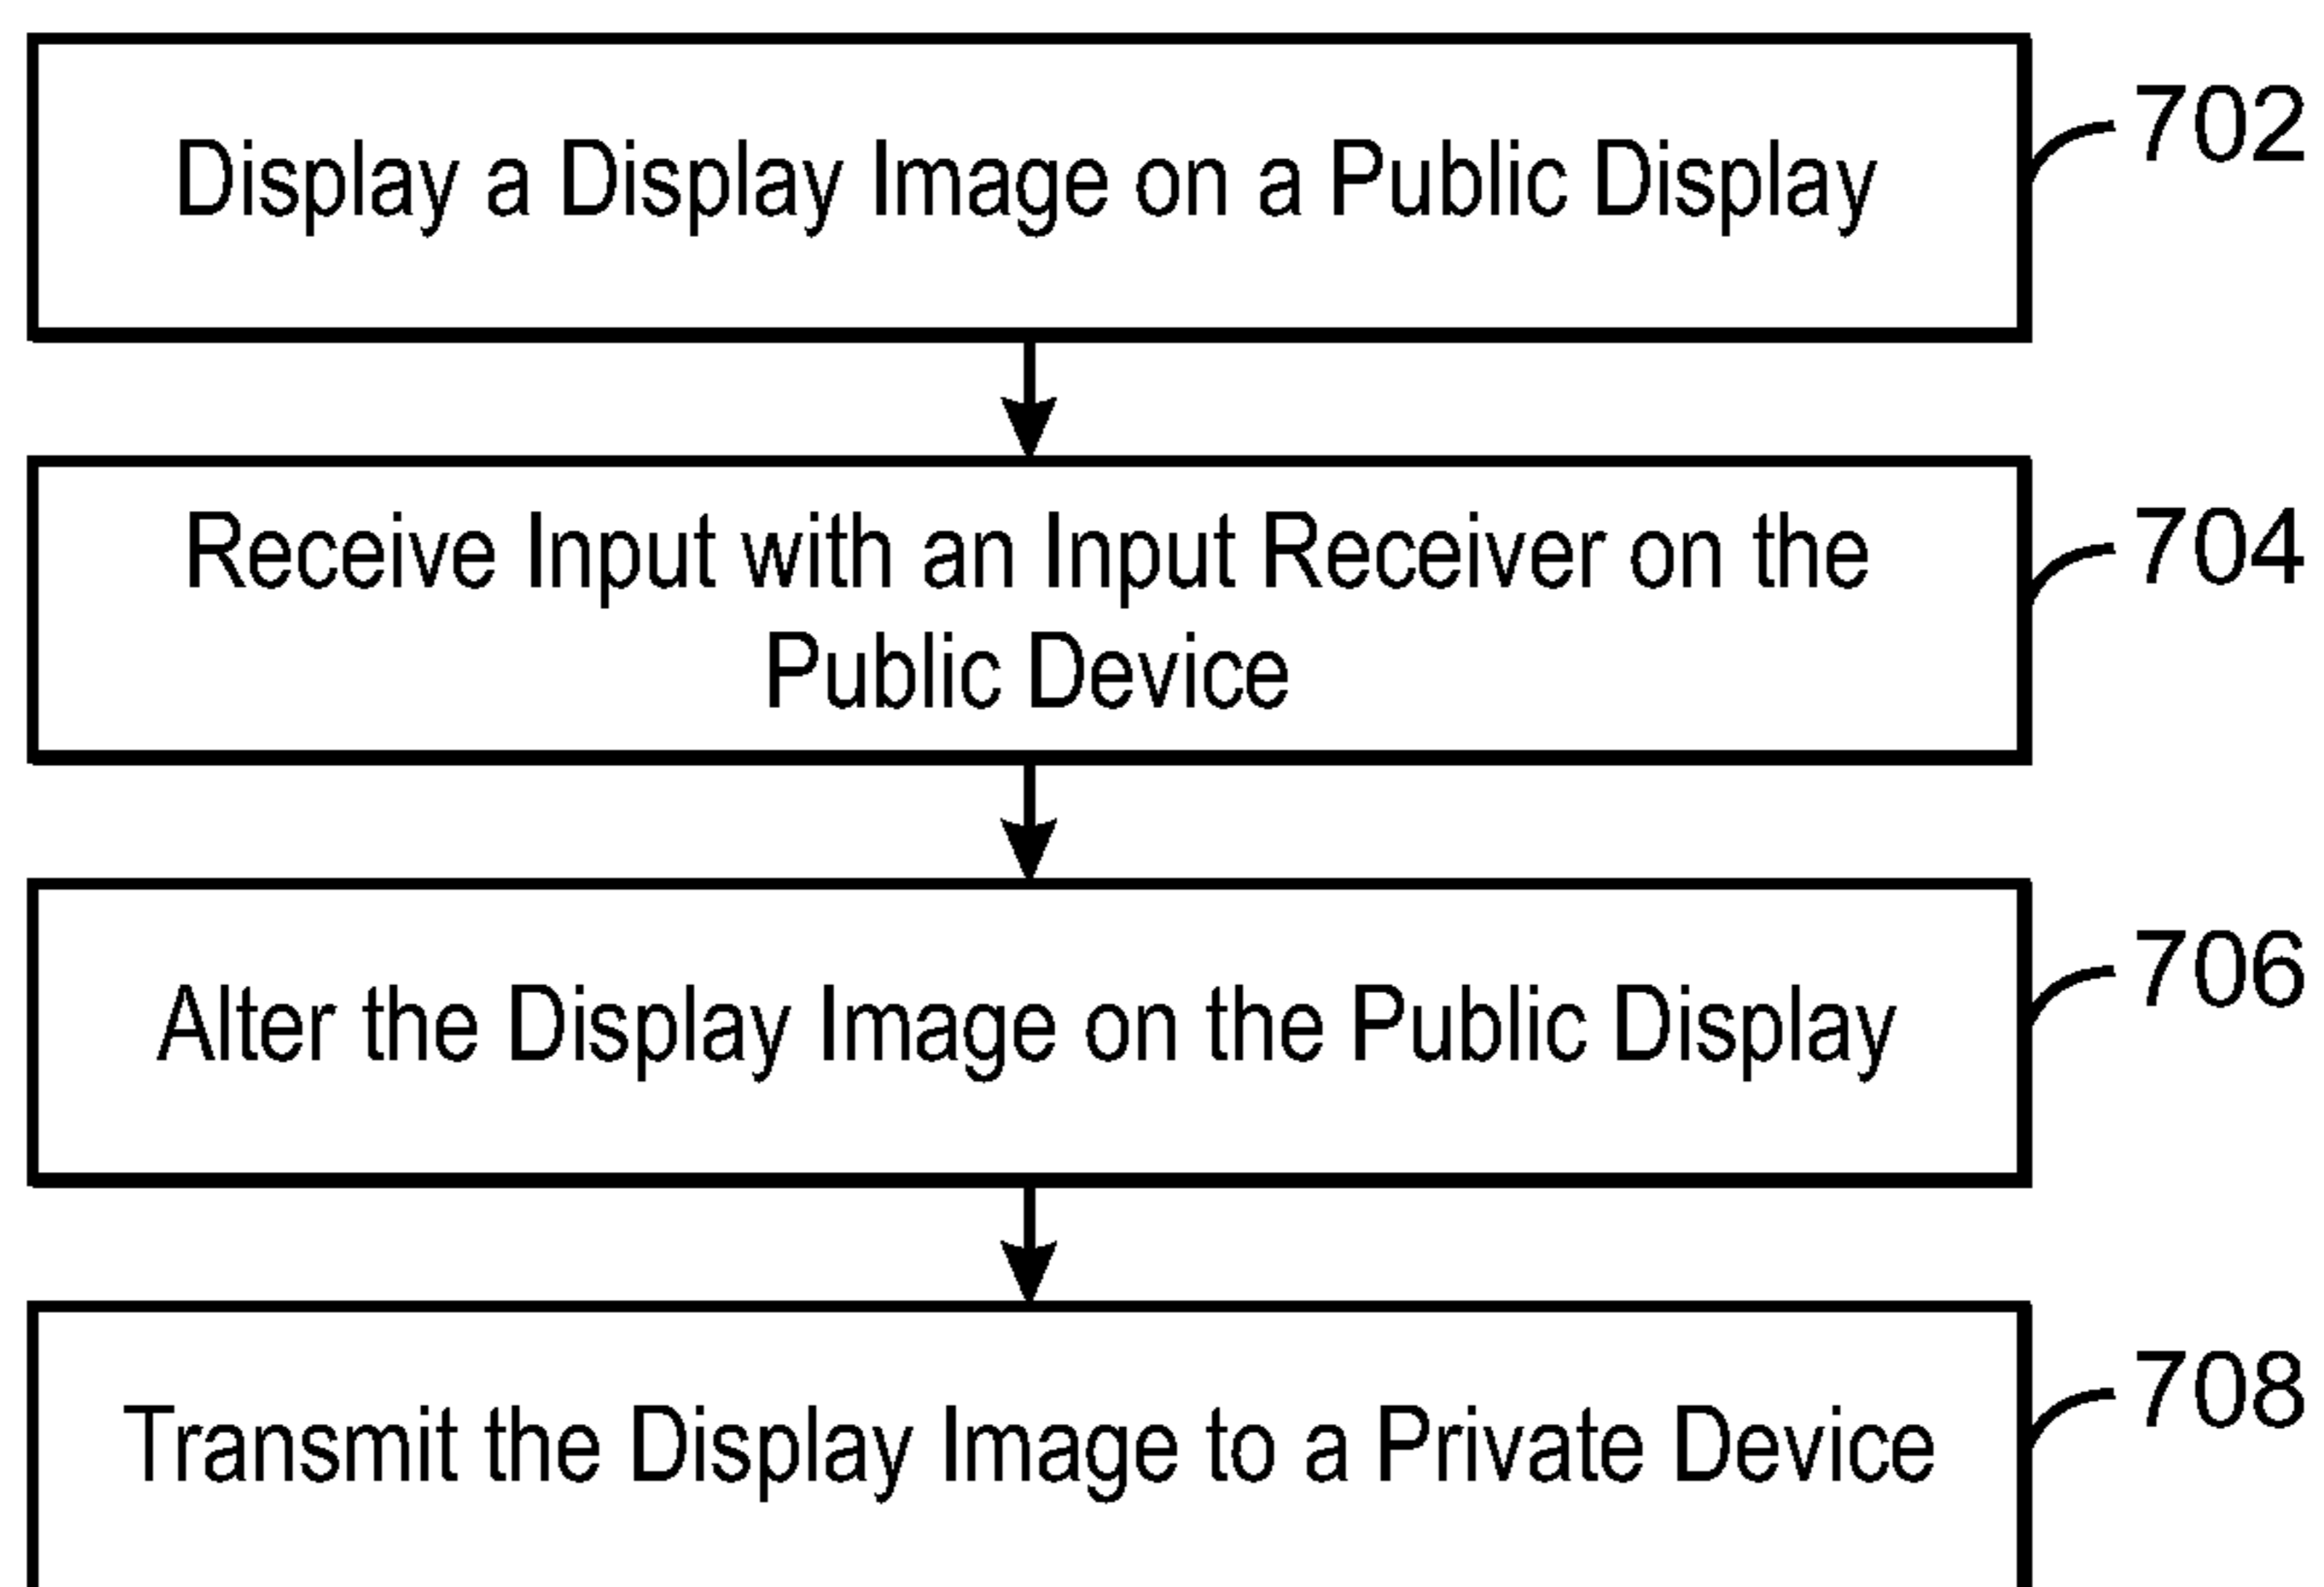 Display a Display Image on a Public Display
702
Receive Input with an Input Receiver on the
Public Device
704
Alter the Display Image on the Public Display
706
Transmit the Display Image to a Private Device
708